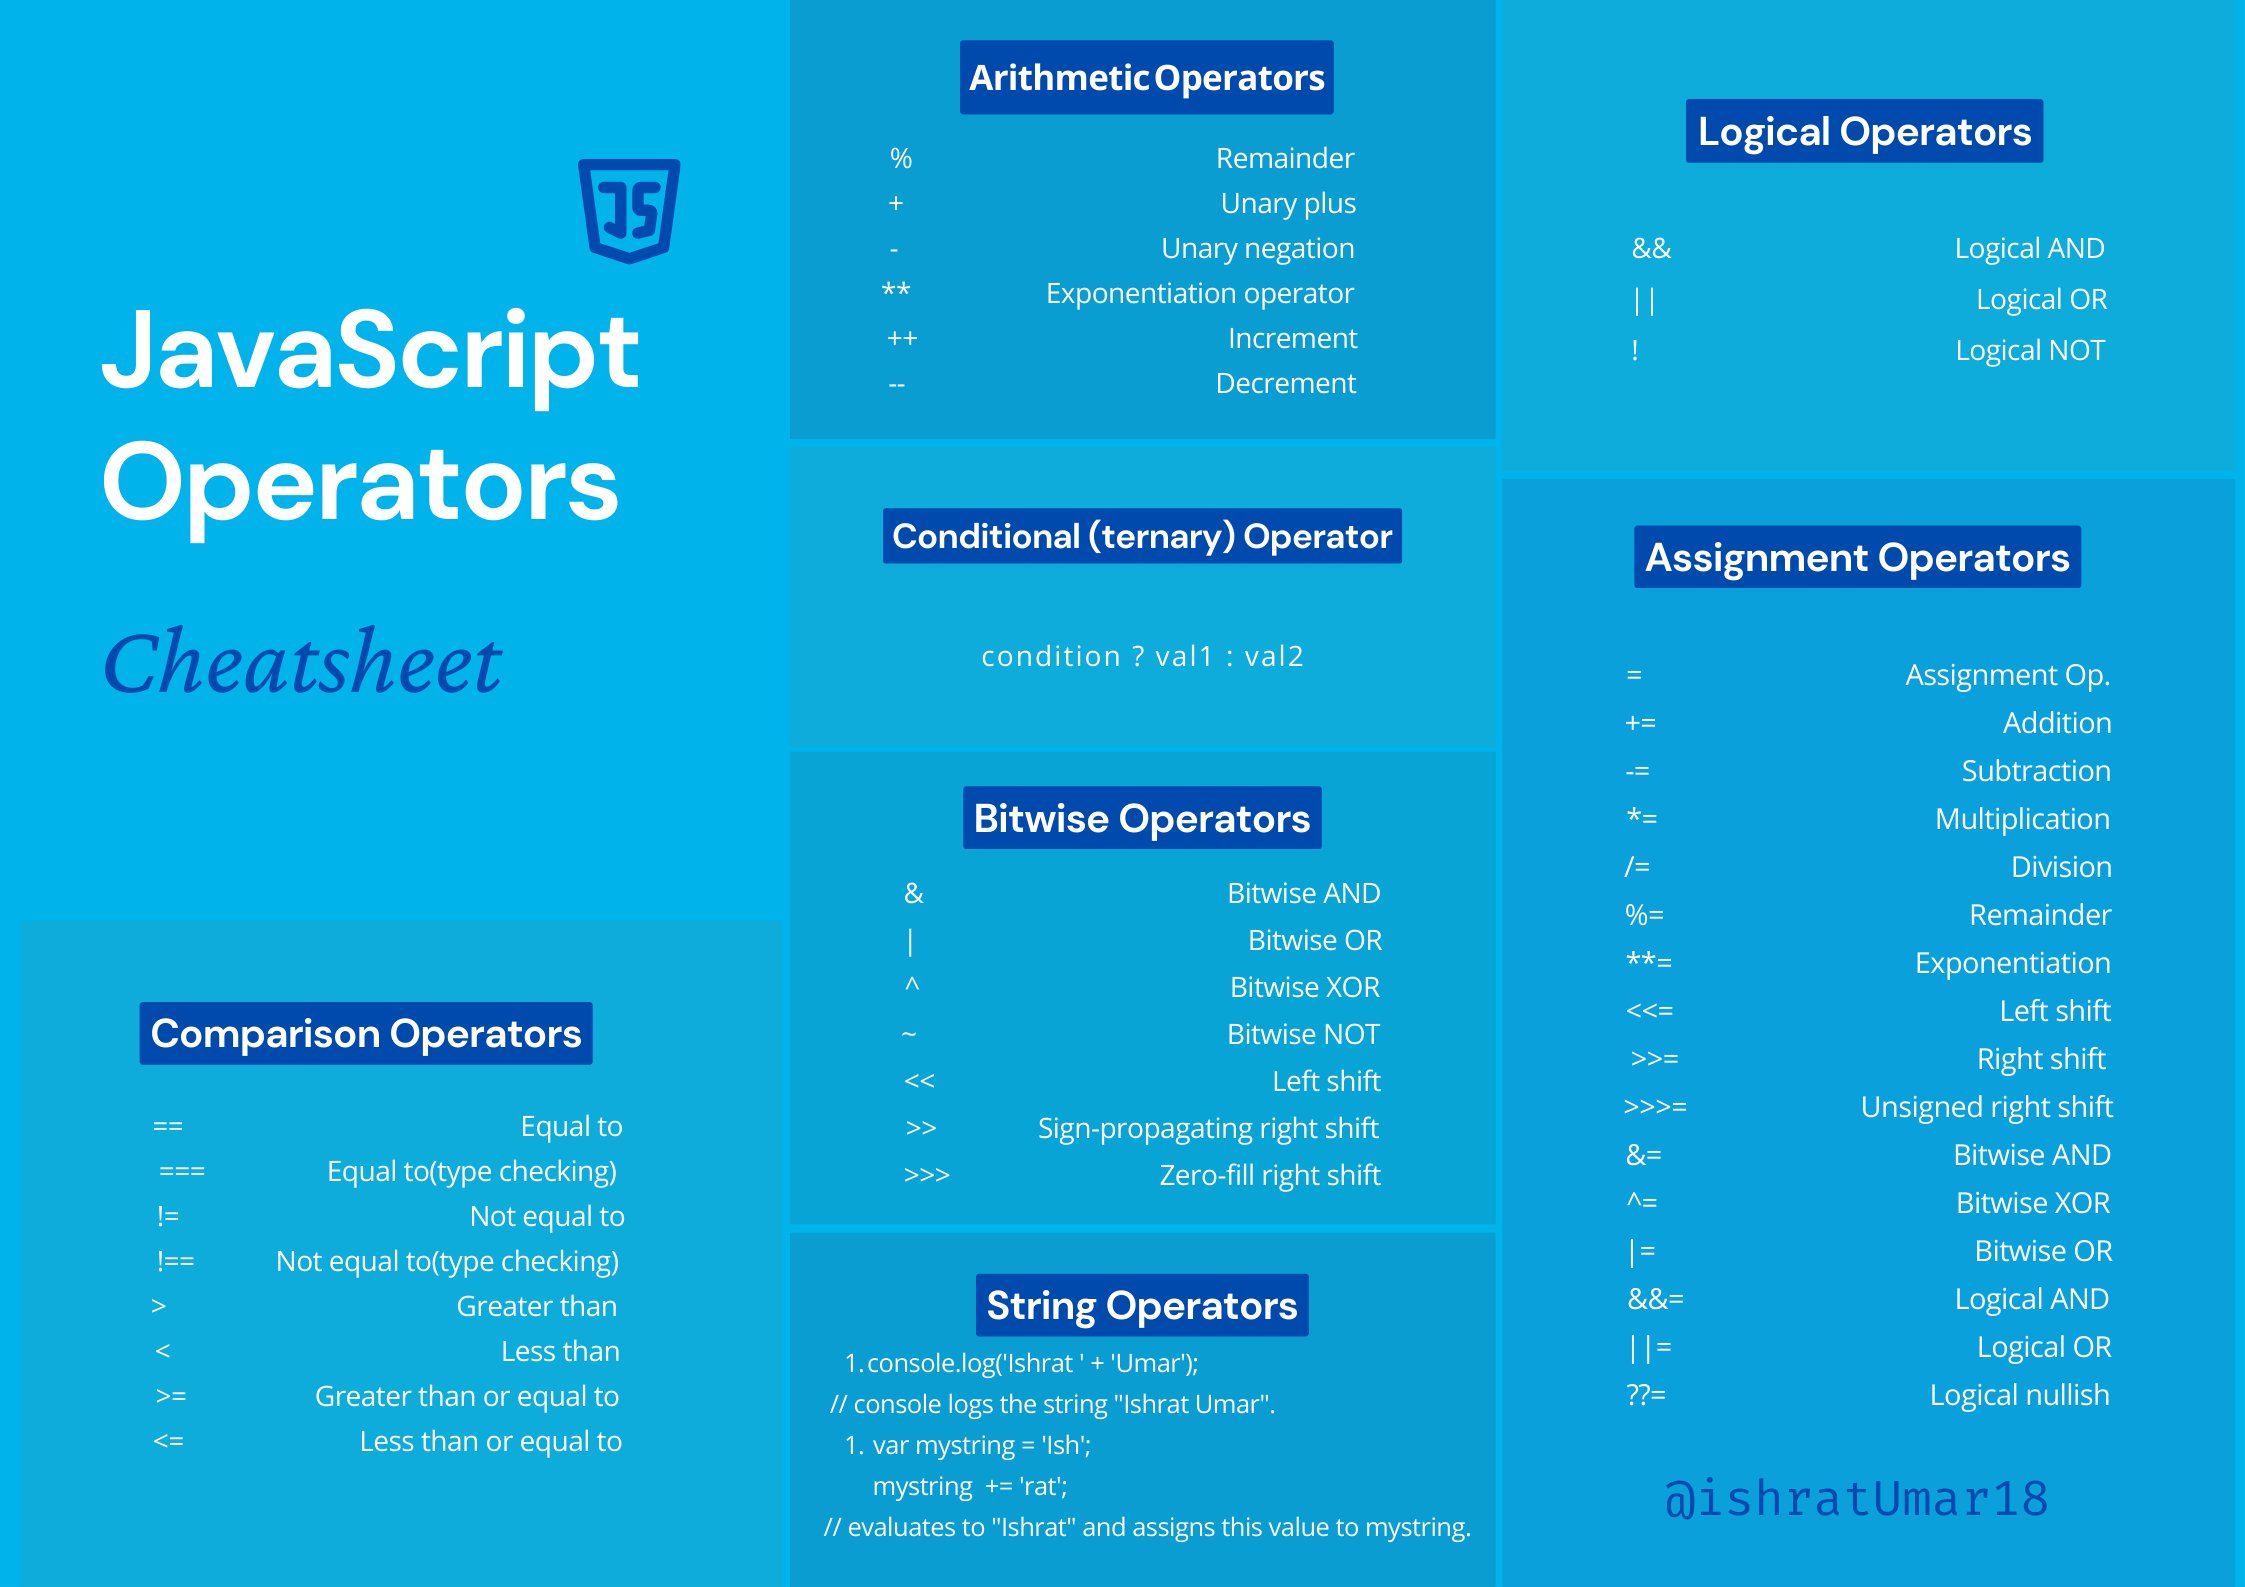 JS
JavaScript
Operators
Cheatsheet
Comparison Operators
== Equal to
=== Equal to(type checking)
!= Not equal to
!== Not equal to(type checking)
> Greater than
< Less than
>= Greater than or equal to
<= Less than or equal to
Arithmetic Operators
% Remainder
+ Unary plus
- Unary negation
** Exponentiation operator
++ Increment
-- Decrement
Conditional (ternary) Operator
condition ? val1 : val2
Bitwise Operators
& Bitwise AND
| Bitwise OR
^ Bitwise XOR
~ Bitwise NOT
<< Left shift
>> Sign-propagating right shift
>>> Zero-fill right shift
String Operators
1. console.log('Ishrat ' + 'Umar');
// console logs the string "Ishrat Umar".
1. var mystring = 'Ish';
mystring += 'rat';
// evaluates to "Ishrat" and assigns this value to mystring.
Logical Operators
&& Logical AND
|| Logical OR
! Logical NOT
Assignment Operators
= Assignment Op.
+= Addition
-= Subtraction
*= Multiplication
/= Division
%= Remainder
**= Exponentiation
<<= Left shift
>>= Right shift
>>>= Unsigned right shift
&= Bitwise AND
^= Bitwise XOR
|= Bitwise OR
&&= Logical AND
||= Logical OR
??= Logical nullish
@ishratUmar18